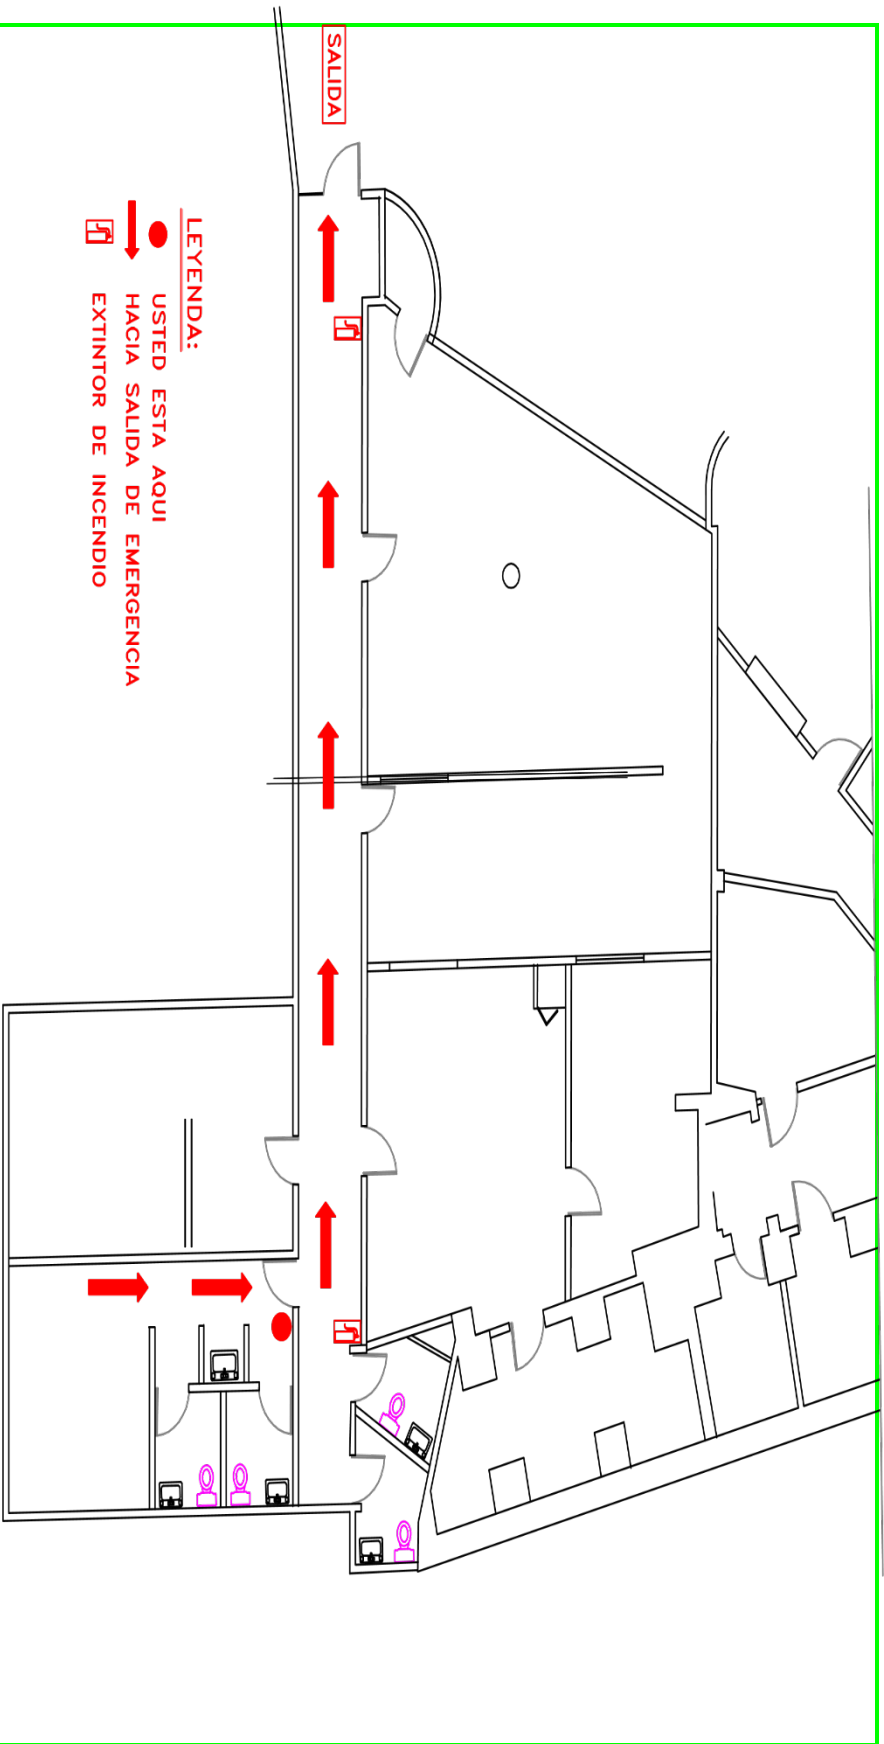 SALIDA
LEYENDA:
USTED ESTA AQUI
HACIA SALIDA DE EMERGENCIA
EXTINTOR DE INCENDIO